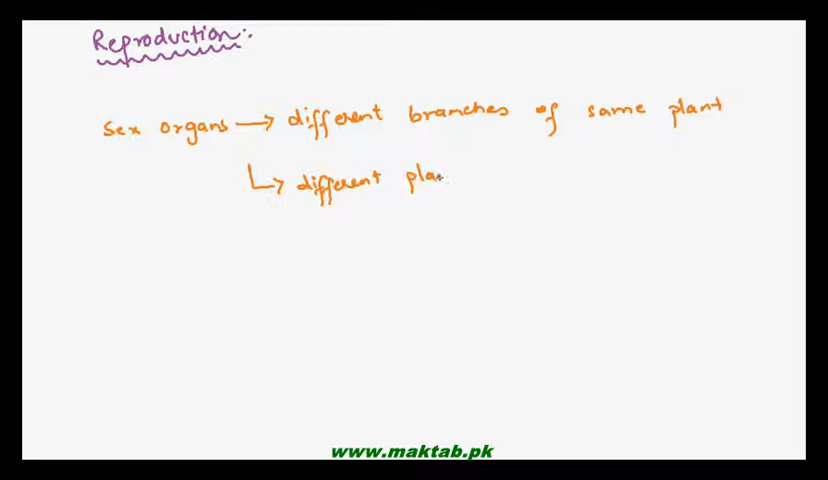 Reproduction:
Sex organs → different branches of same plant
↳ different pla
www.maktab.pk